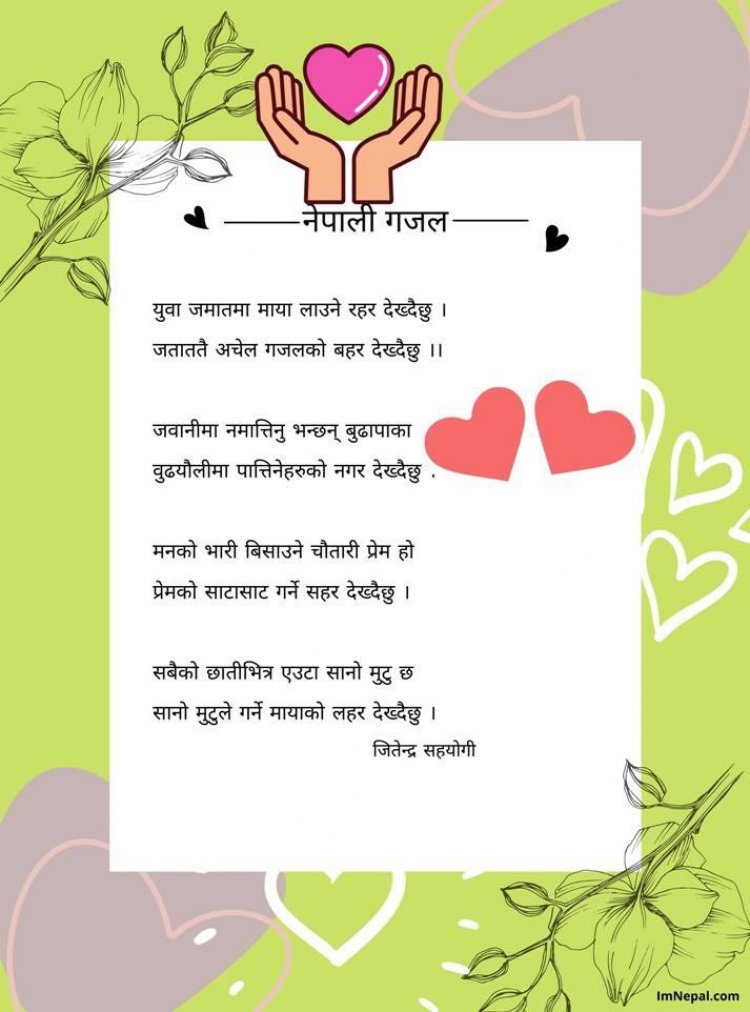 नेपाली गजल
युवा जमातमा माया लाउने रहर देख्दैछु ।
जताततै अचेल गजलको बहर देख्दैछु ।।
जवानीमा नमात्तिनु भन्छन् बुढापाका
वुढयौलीमा पात्तिनेहरुको नगर देख्दैछु .
मनको भारी बिसाउने चौतारी प्रेम हो
प्रेमको साटासाट गर्ने सहर देख्दैछु ।
सबैको छातीभित्र एउटा सानो मुटु छ
सानो मुटुले गर्ने मायाको लहर देख्दैछु ।
जितेन्द्र सहयोगी
ImNepal.com